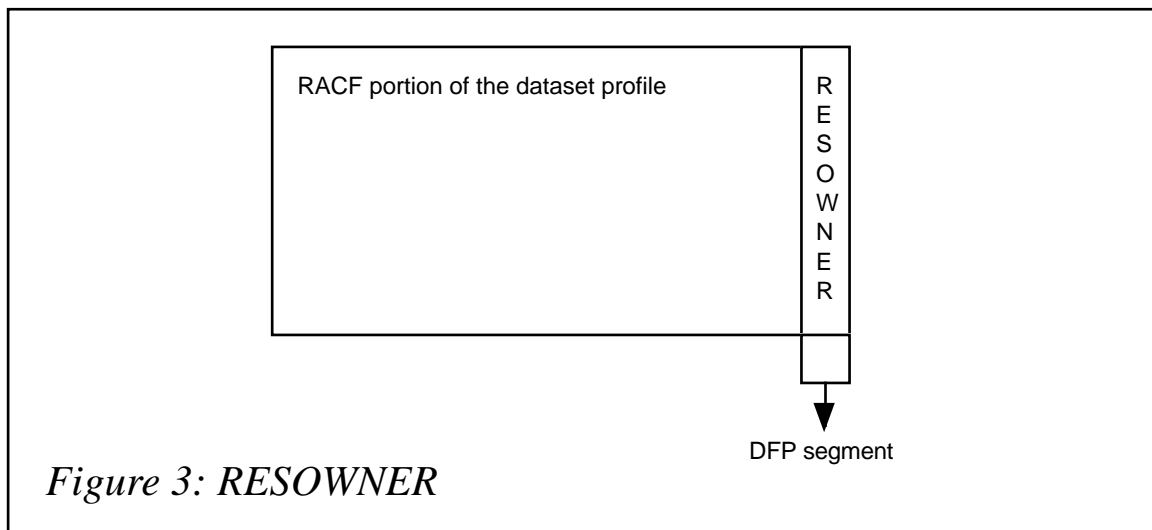 RACF portion of the dataset profile
R
E
S
O
W
N
E
R
DFP segment
Figure 3: RESOWNER